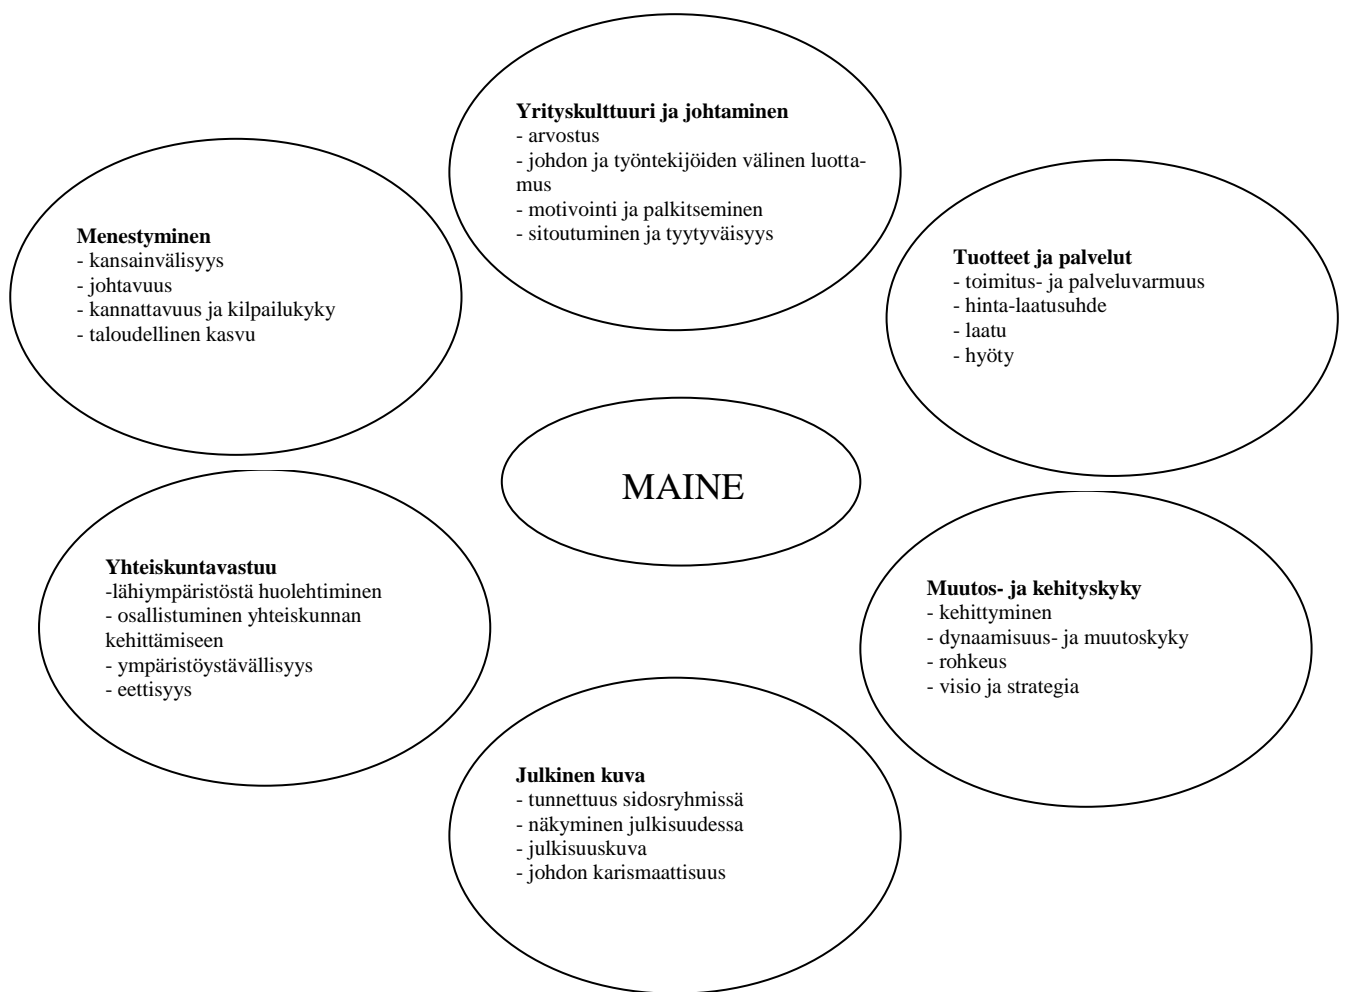 Yrityskulttuuri ja johtaminen
- arvostus
- johdon ja työntekijöiden välinen luotta-
mus
- motivointi ja palkitseminen
- sitoutuminen ja tyytyväisyys
Menestyminen
- kansainvälisyys
- johtavuus
- kannattavuus ja kilpailukyky
- taloudellinen kasvu
Tuotteet ja palvelut
- toimitus- ja palveluvarmuus
- hinta-laatusuhde
- laatu
- hyöty
MAINE
Yhteiskuntavastuu
-lähiympäristöstä huolehtiminen
- osallistuminen yhteiskunnan
kehittämiseen
- ympäristöystävällisyys
- eettisyys
Muutos- ja kehityskyky
- kehittyminen
- dynaamisuus- ja muutoskyky
- rohkeus
- visio ja strategia
Julkinen kuva
- tunnettuus sidosryhmissä
- näkyminen julkisuudessa
- julkisuuskuva
- johdon karismaattisuus